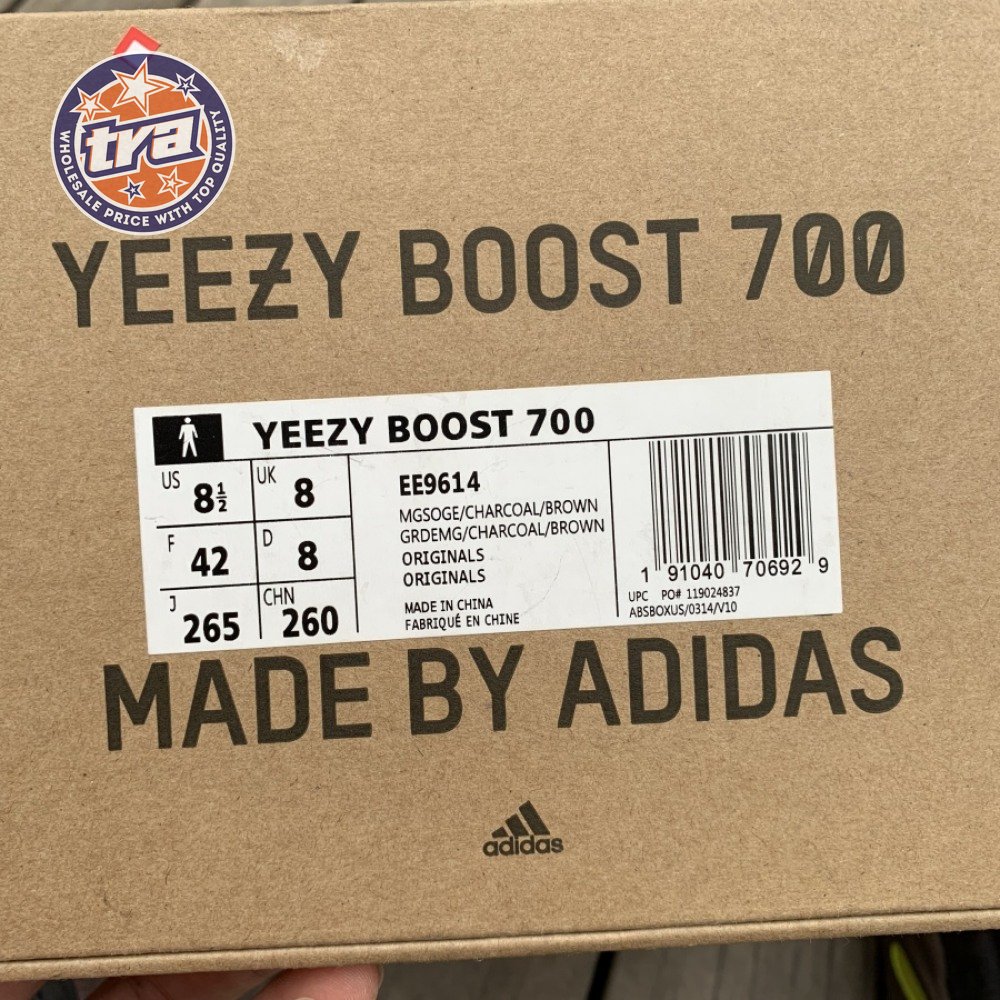 tra
WHOLESALE PRICE WITH TOP QUALITY
YEEZY BOOST 700
YEEZY BOOST 700
US 8½ UK 8
F 42 D 8
J 265 CHN 260
EE9614
MGSOGE/CHARCOAL/BROWN
GRDEMG/CHARCOAL/BROWN
ORIGINALS
ORIGINALS
MADE IN CHINA
FABRIQUÉ EN CHINE
1 91040 70692 9
UPC PO# 119024837
ABSBOXUS/0314/V10
MADE BY ADIDAS
adidas